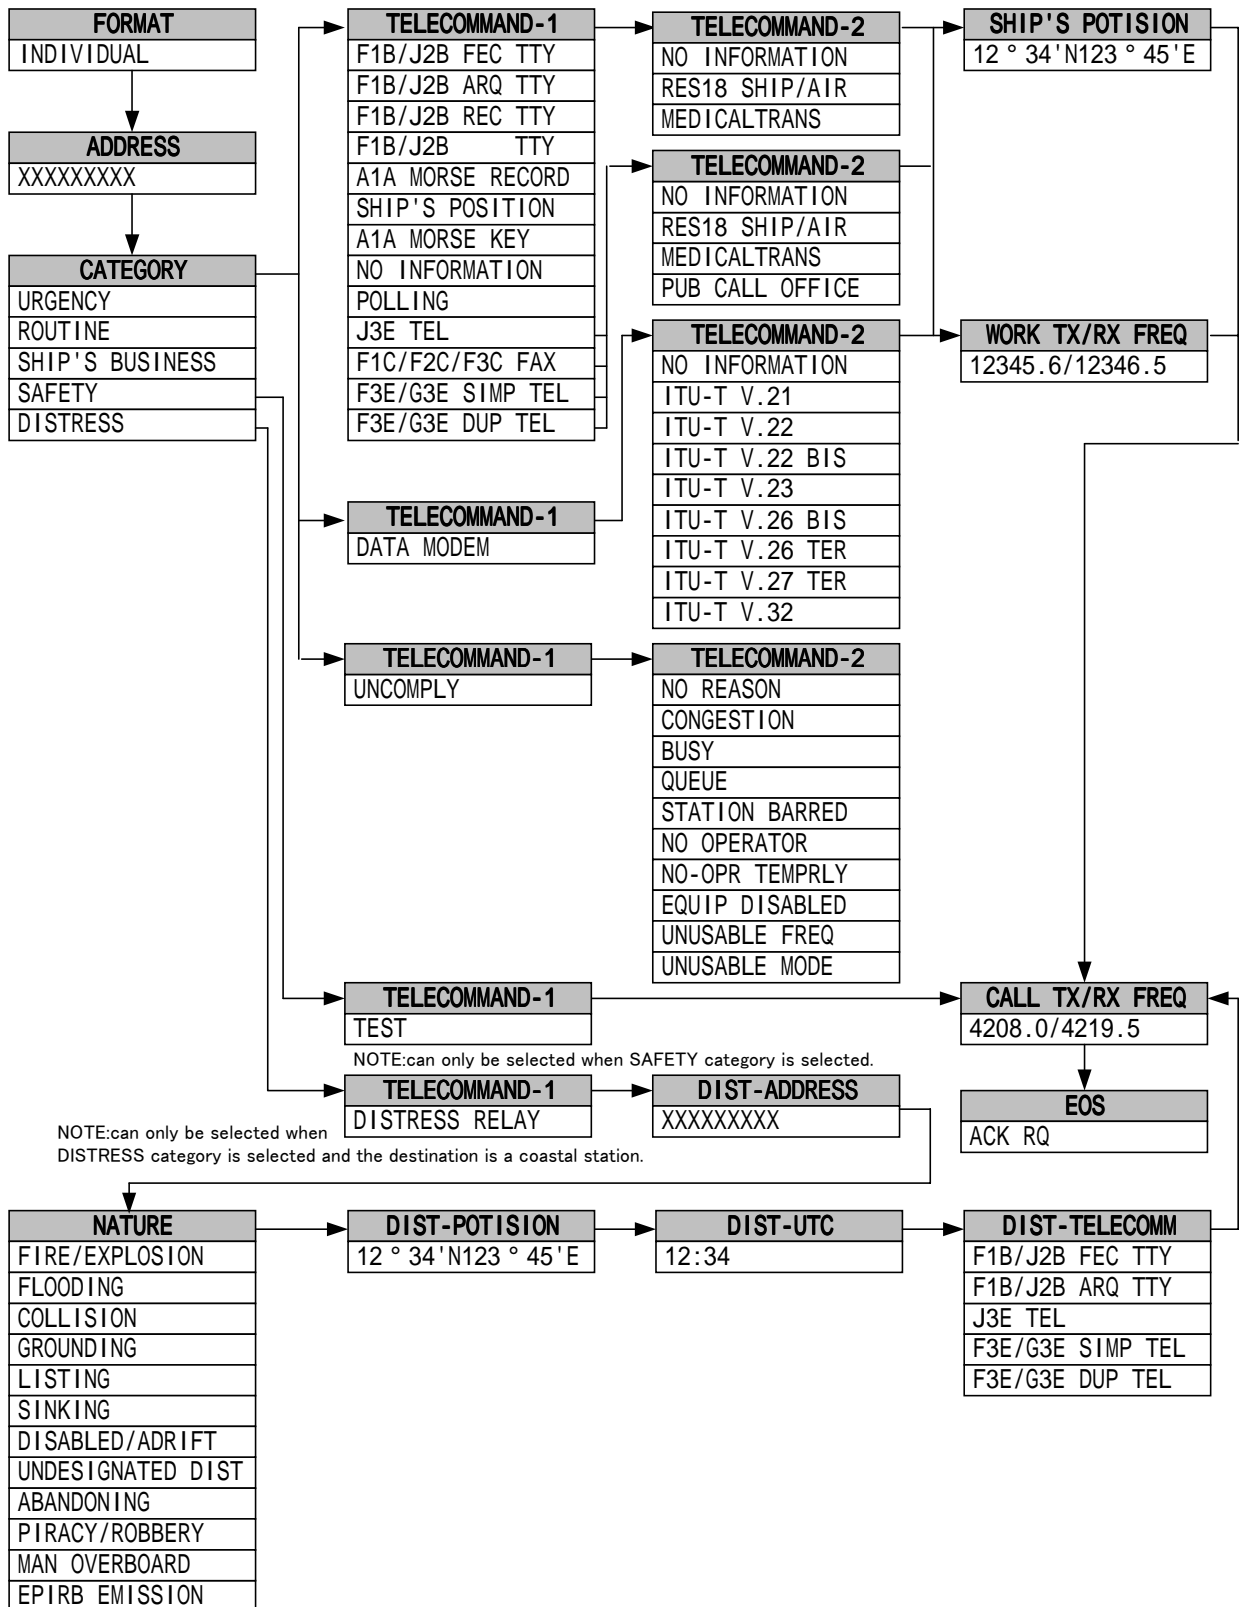 FORMAT
INDIVIDUAL
ADDRESS
XXXXXXXXX
CATEGORY
URGENCY
ROUTINE
SHIP'S BUSINESS
SAFETY
DISTRESS
TELECOMMAND-1
F1B/J2B FEC TTY
F1B/J2B ARQ TTY
F1B/J2B REC TTY
F1B/J2B TTY
A1A MORSE RECORD
SHIP'S POSITION
A1A MORSE KEY
NO INFORMATION
POLLING
J3E TEL
F1C/F2C/F3C FAX
F3E/G3E SIMP TEL
F3E/G3E DUP TEL
TELECOMMAND-1
DATA MODEM
TELECOMMAND-1
UNCOMPLY
TELECOMMAND-2
NO INFORMATION
RES18 SHIP/AIR
MEDICALTRANS
TELECOMMAND-2
NO INFORMATION
RES18 SHIP/AIR
MEDICALTRANS
PUB CALL OFFICE
TELECOMMAND-2
NO INFORMATION
ITU-T V.21
ITU-T V.22
ITU-T V.22 BIS
ITU-T V.23
ITU-T V.26 BIS
ITU-T V.26 TER
ITU-T V.27 TER
ITU-T V.32
TELECOMMAND-2
NO REASON
CONGESTION
BUSY
QUEUE
STATION BARRED
NO OPERATOR
NO-OPR TEMPRLY
EQUIP DISABLED
UNUSABLE FREQ
UNUSABLE MODE
SHIP'S POTISION
12 ° 34'N123 ° 45'E
WORK TX/RX FREQ
12345.6/12346.5
TELECOMMAND-1
TEST
NOTE:can only be selected when SAFETY category is selected.
CALL TX/RX FREQ
4208.0/4219.5
EOS
ACK RQ
TELECOMMAND-1
DISTRESS RELAY
DIST-ADDRESS
XXXXXXXXX
NOTE:can only be selected when
DISTRESS category is selected and the destination is a coastal station.
NATURE
FIRE/EXPLOSION
FLOODING
COLLISION
GROUNDING
LISTING
SINKING
DISABLED/ADRIFT
UNDESIGNATED DIST
ABANDONING
PIRACY/ROBBERY
MAN OVERBOARD
EPIRB EMISSION
DIST-POTISION
12 ° 34'N123 ° 45'E
DIST-UTC
12:34
DIST-TELECOMM
F1B/J2B FEC TTY
F1B/J2B ARQ TTY
J3E TEL
F3E/G3E SIMP TEL
F3E/G3E DUP TEL